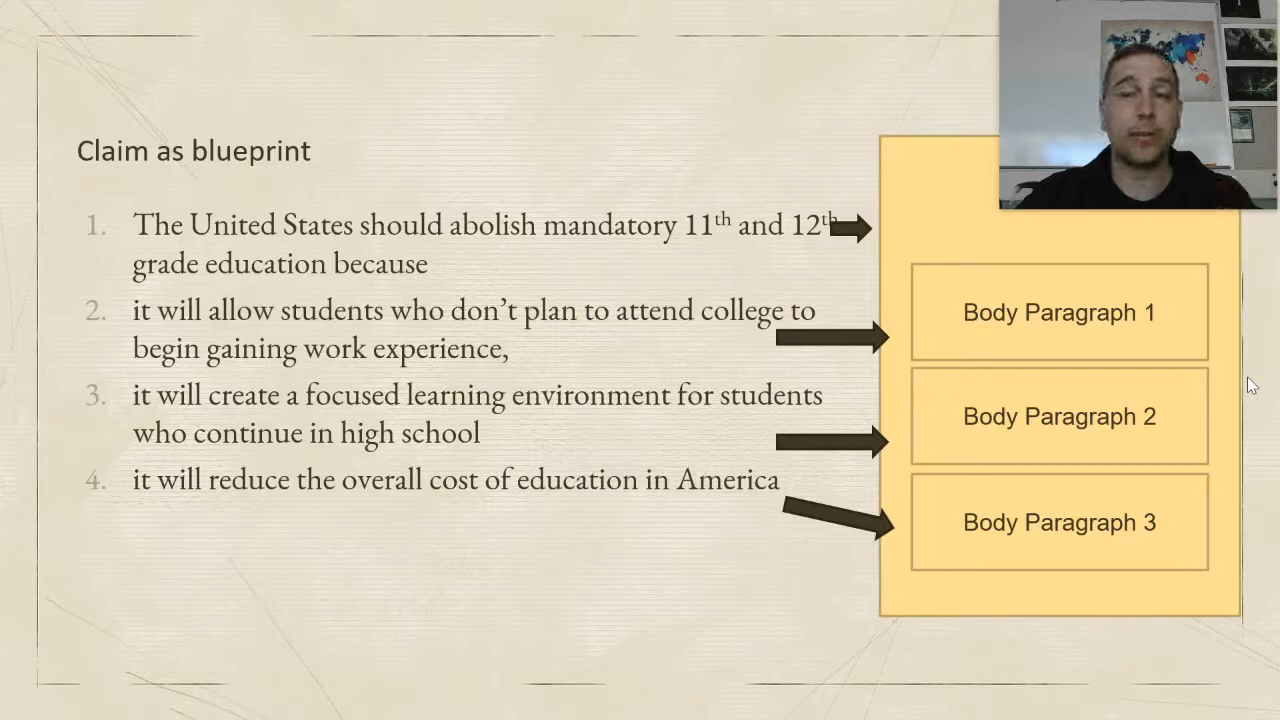 Claim as blueprint
1. The United States should abolish mandatory 11th and 12th
grade education because
2. it will allow students who don’t plan to attend college to
begin gaining work experience,
3. it will create a focused learning environment for students
who continue in high school
4. it will reduce the overall cost of education in America
Body Paragraph 1
Body Paragraph 2
Body Paragraph 3